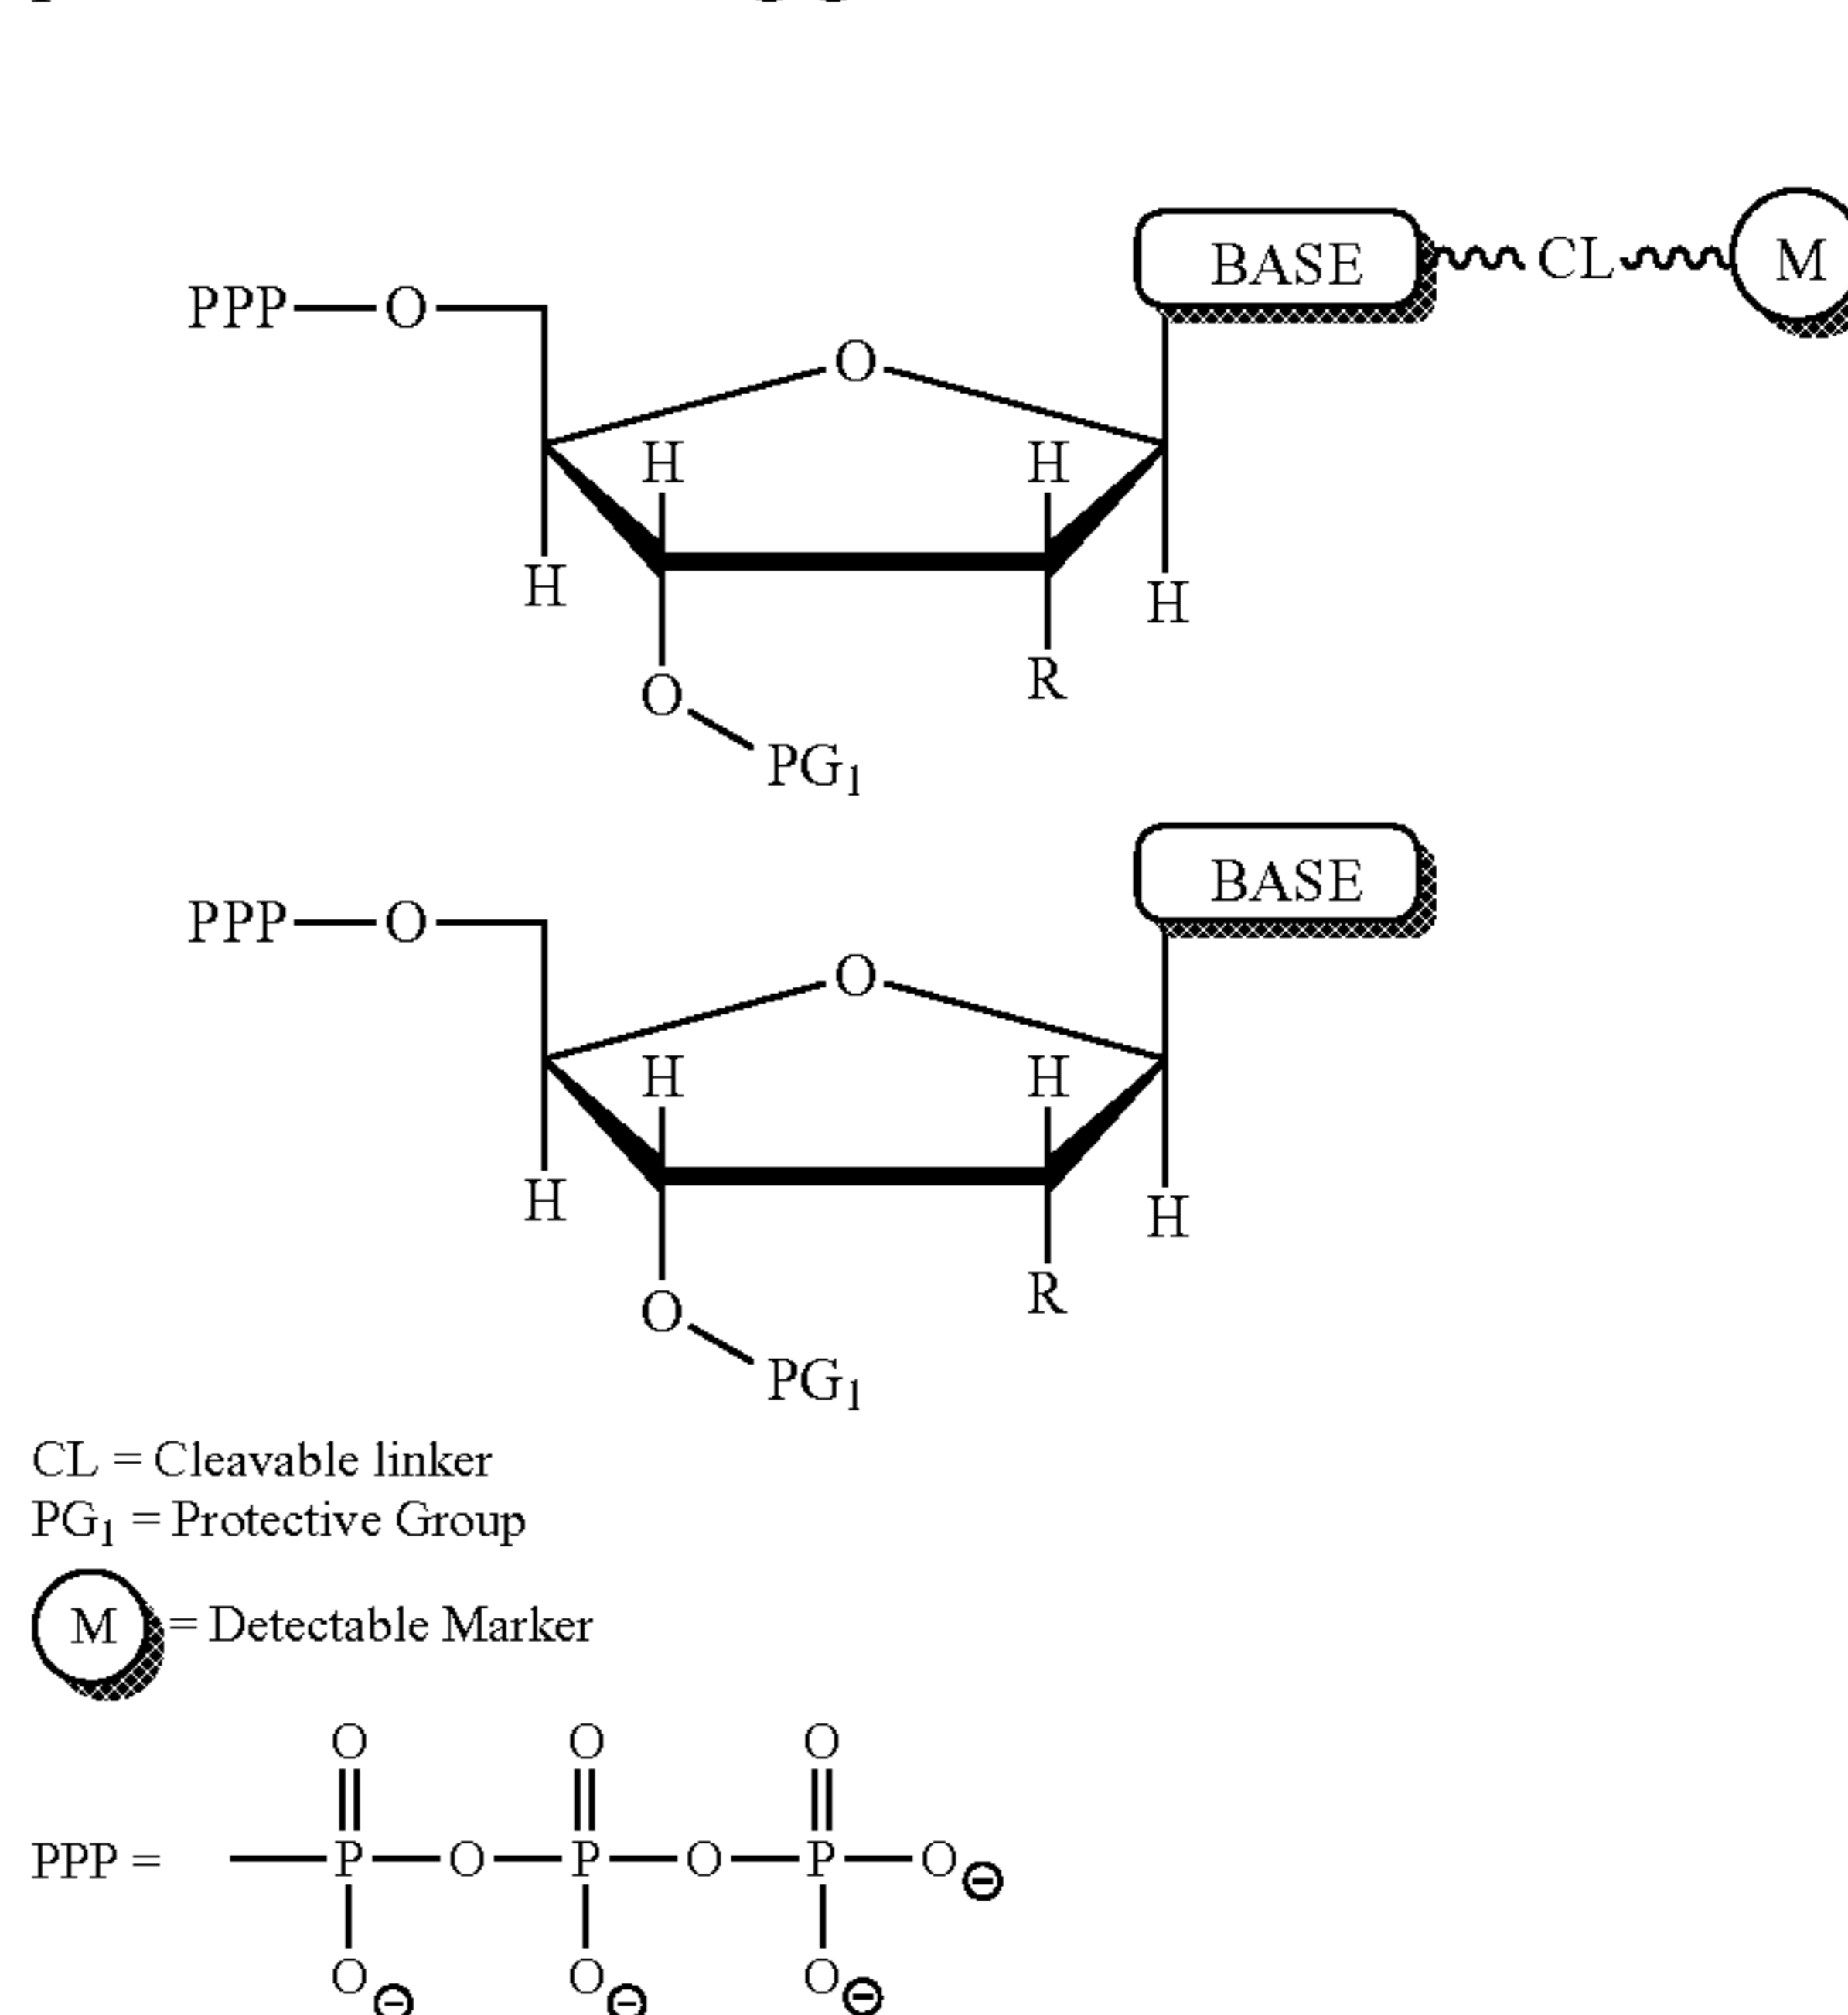 BASE CL M
PPP O
O
H H
H H
O R
PG1
BASE
PPP O
O
H H
H H
O R
PG1
CL = Cleavable linker
PG1 = Protective Group
M = Detectable Marker
O O O
PPP = P O P O P O ⊖
O ⊖ O ⊖ O ⊖